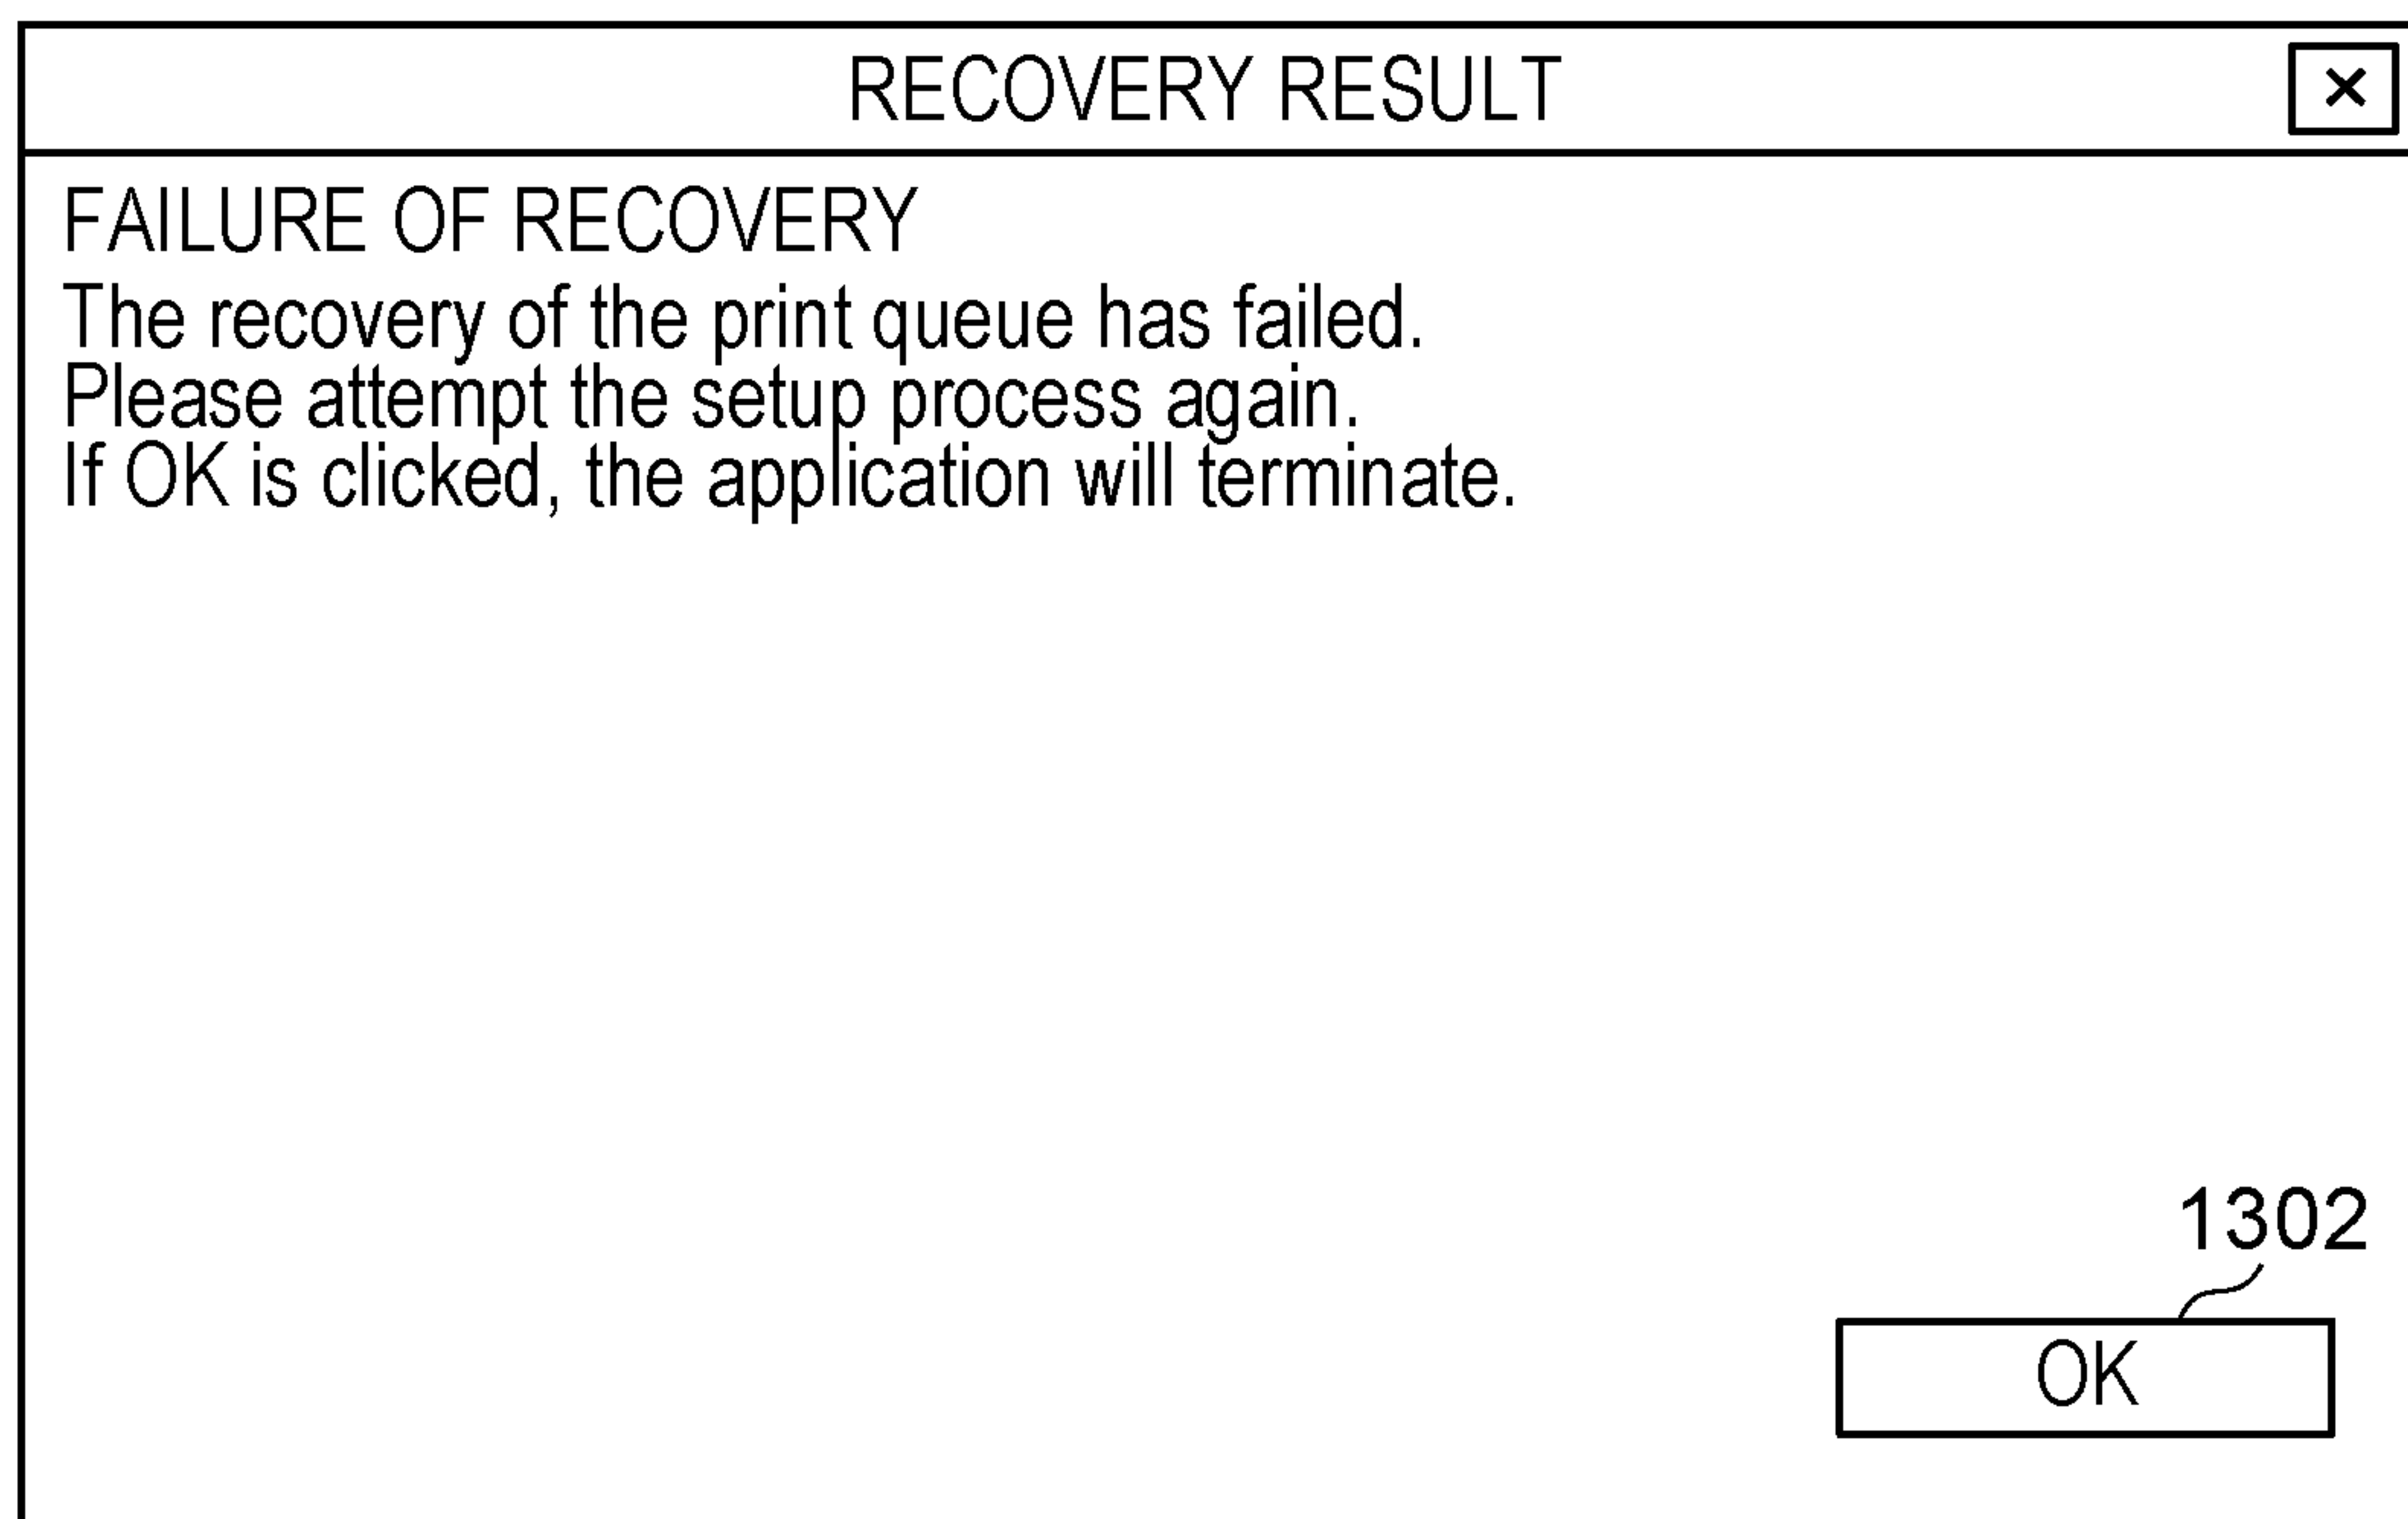 RECOVERY RESULT ×
FAILURE OF RECOVERY
The recovery of the print queue has failed.
Please attempt the setup process again.
If OK is clicked, the application will terminate.
1302
OK